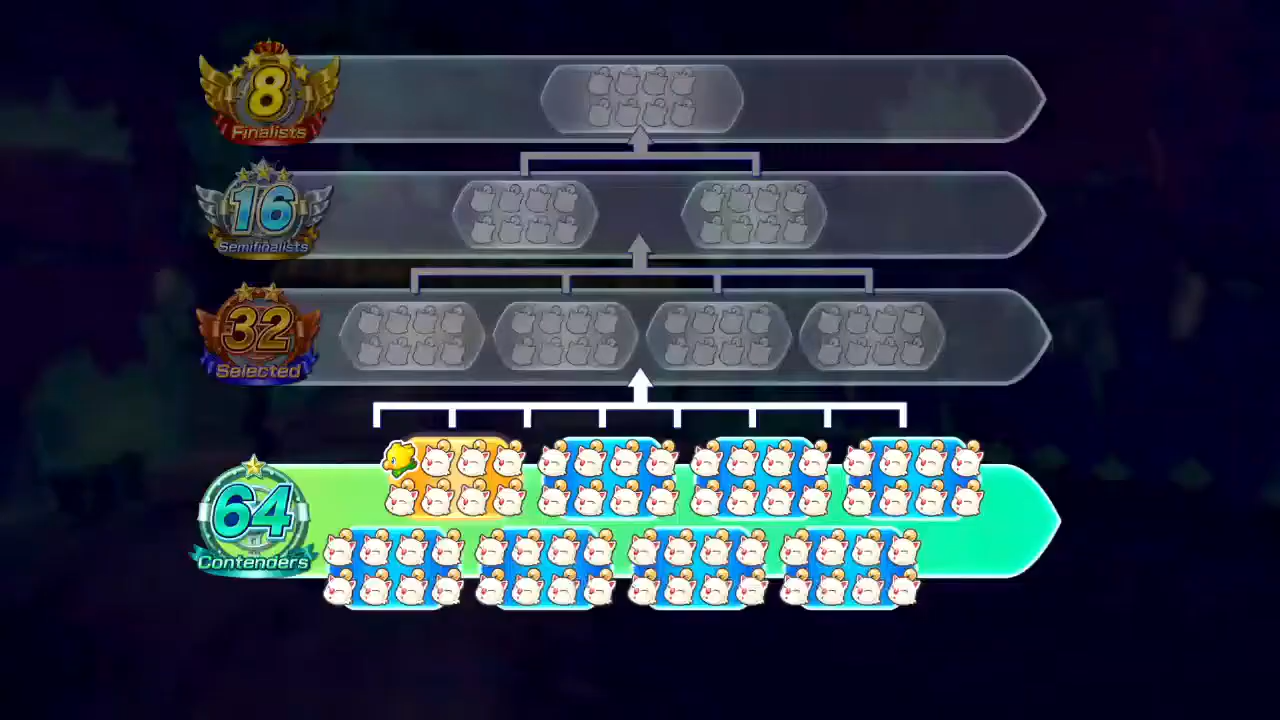 8
Finalists
16
Semifinalists
32
Selected
64
Contenders